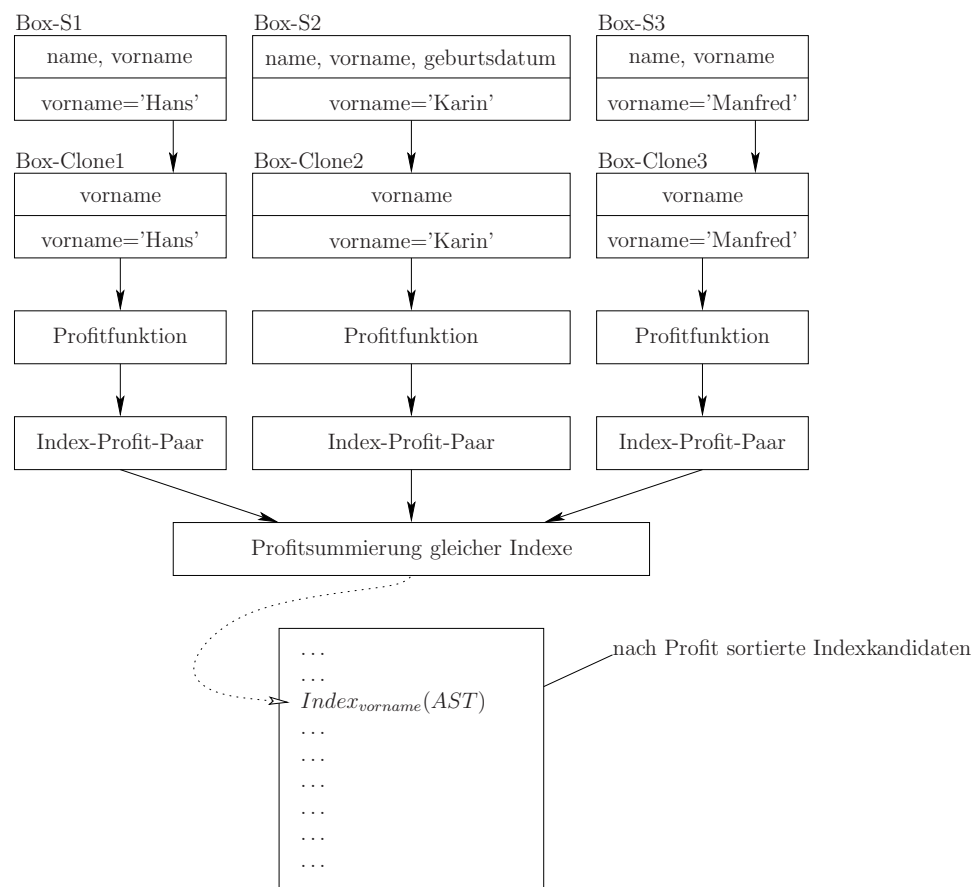 Box-S1
Box-S2
Box-S3
name, vorname
name, vorname, geburtsdatum
name, vorname
vorname='Hans'
vorname='Karin'
vorname='Manfred'
Box-Clone1
Box-Clone2
Box-Clone3
vorname
vorname
vorname
vorname='Hans'
vorname='Karin'
vorname='Manfred'
Profitfunktion
Profitfunktion
Profitfunktion
Index-Profit-Paar
Index-Profit-Paar
Index-Profit-Paar
Profitsummierung gleicher Indexe
nach Profit sortierte Indexkandidaten
...
...
Index_vorname(AST)
...
...
...
...
...
...